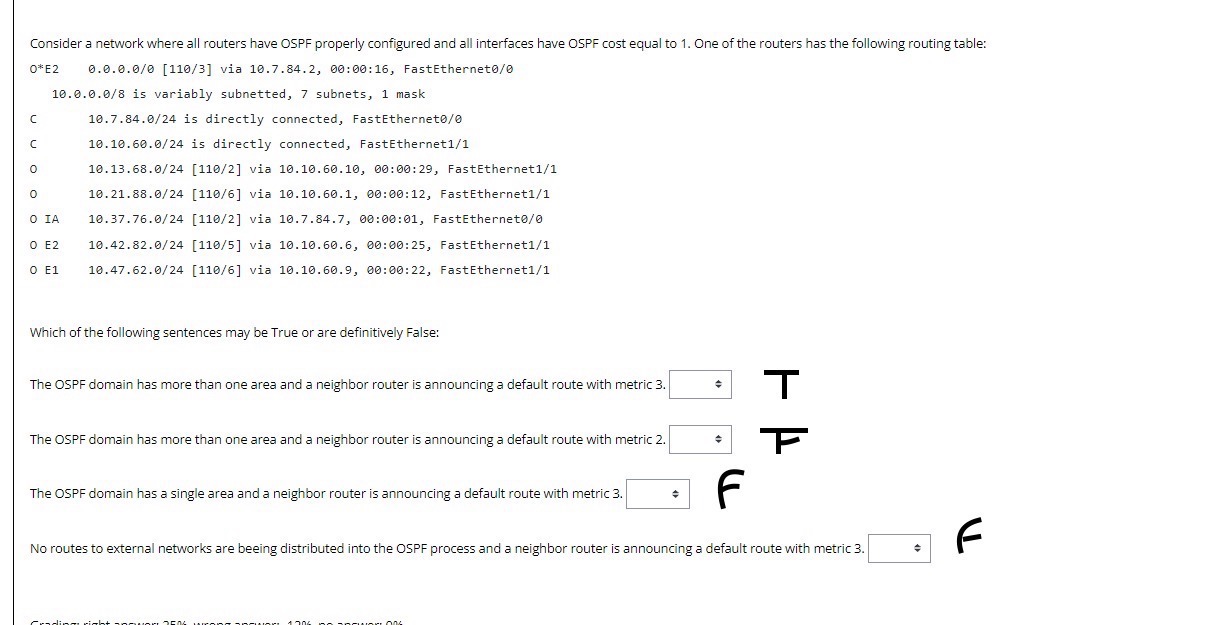 Consider a network where all routers have OSPF properly configured and all interfaces have OSPF cost equal to 1. One of the routers has the following routing table:
O*E2 0.0.0.0/0 [110/3] via 10.7.84.2, 00:00:16, FastEthernet0/0
10.0.0.0/8 is variably subnetted, 7 subnets, 1 mask
C 10.7.84.0/24 is directly connected, FastEthernet0/0
C 10.10.60.0/24 is directly connected, FastEthernet1/1
O 10.13.68.0/24 [110/2] via 10.10.60.10, 00:00:29, FastEthernet1/1
O 10.21.88.0/24 [110/6] via 10.10.60.1, 00:00:12, FastEthernet1/1
O IA 10.37.76.0/24 [110/2] via 10.7.84.7, 00:00:01, FastEthernet0/0
O E2 10.42.82.0/24 [110/5] via 10.10.60.6, 00:00:25, FastEthernet1/1
O E1 10.47.62.0/24 [110/6] via 10.10.60.9, 00:00:22, FastEthernet1/1
Which of the following sentences may be True or are definitively False:
The OSPF domain has more than one area and a neighbor router is announcing a default route with metric 3. T
The OSPF domain has more than one area and a neighbor router is announcing a default route with metric 2. F
The OSPF domain has a single area and a neighbor router is announcing a default route with metric 3. F
No routes to external networks are beeing distributed into the OSPF process and a neighbor router is announcing a default route with metric 3. F
Grading: right answer: 25%, wrong answer: -12%, no answer: 0%